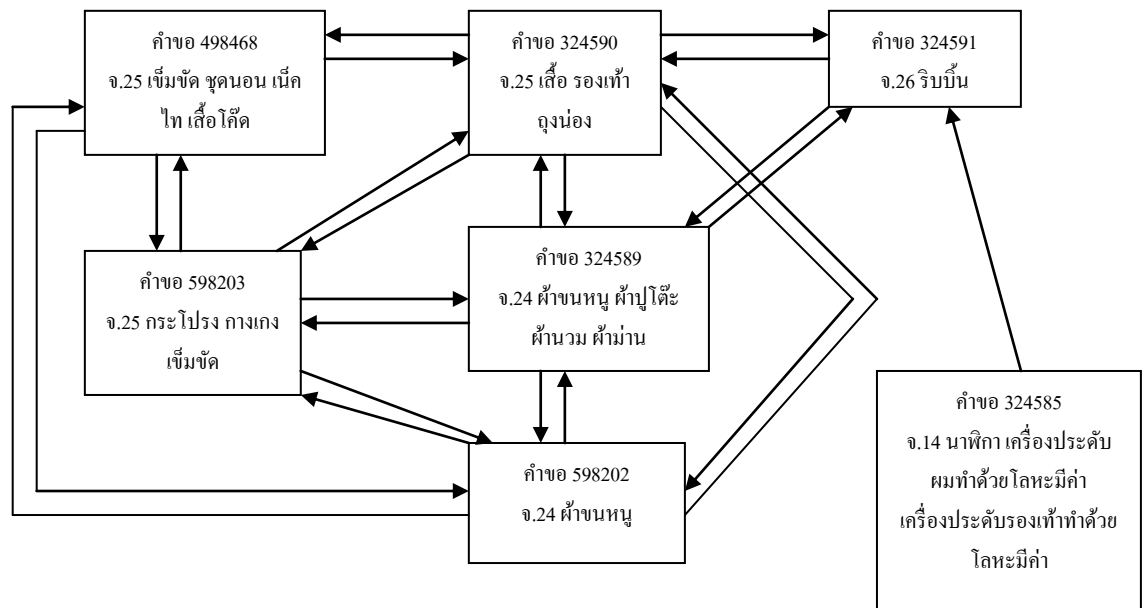 คำขอ 498468
จ.25 เข็มขัด ชุดนอน เน็ค
ไท เสื้อโค๊ด
คำขอ 324590
จ.25 เสื้อ รองเท้า
ถุงน่อง
คำขอ 324591
จ.26 ริบบิ้น
คำขอ 598203
จ.25 กระโปรง กางเกง
เข็มขัด
คำขอ 324589
จ.24 ผ้าขนหนู ผ้าปูโต๊ะ
ผ้านวม ผ้าม่าน
คำขอ 324585
จ.14 นาฬิกา เครื่องประดับ
ผมทำด้วยโลหะมีค่า
เครื่องประดับรองเท้าทำด้วย
โลหะมีค่า
คำขอ 598202
จ.24 ผ้าขนหนู